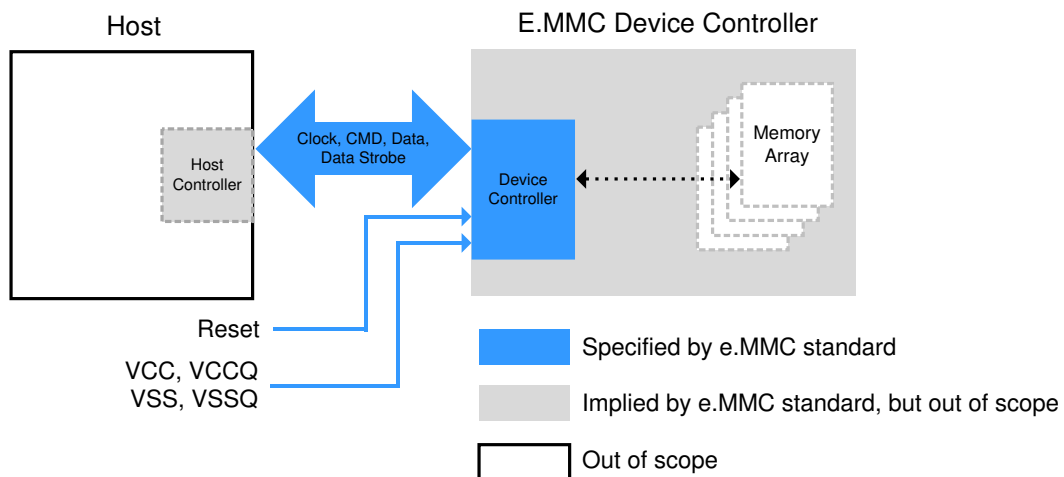 Host
E.MMC Device Controller
Clock, CMD, Data,
Data Strobe
Host
Controller
Device
Controller
Memory
Array
Reset
VCC, VCCQ
VSS, VSSQ
Specified by e.MMC standard
Implied by e.MMC standard, but out of scope
Out of scope